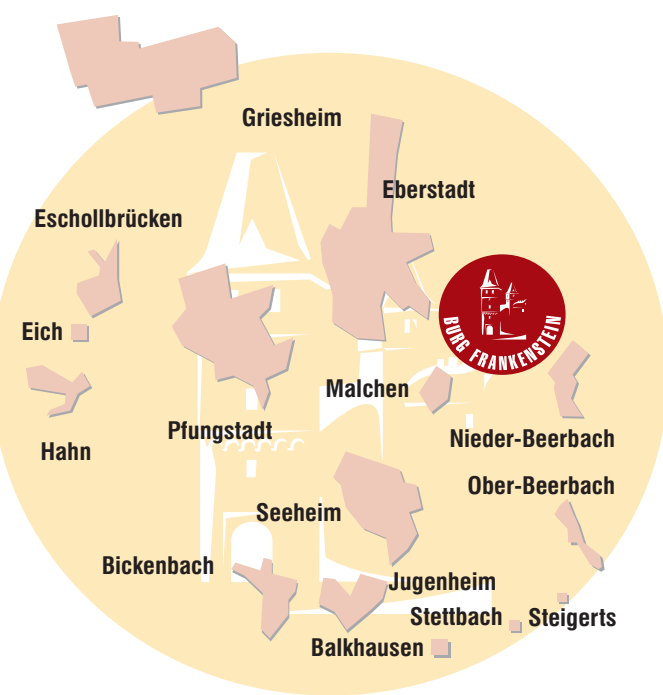 Griesheim
Eberstadt
Eschollbrücken
BURG FRANKENSTEIN
Eich
Malchen
Pfungstadt
Nieder-Beerbach
Hahn
Ober-Beerbach
Seeheim
Bickenbach
Jugenheim
Stettbach
Steigerts
Balkhausen